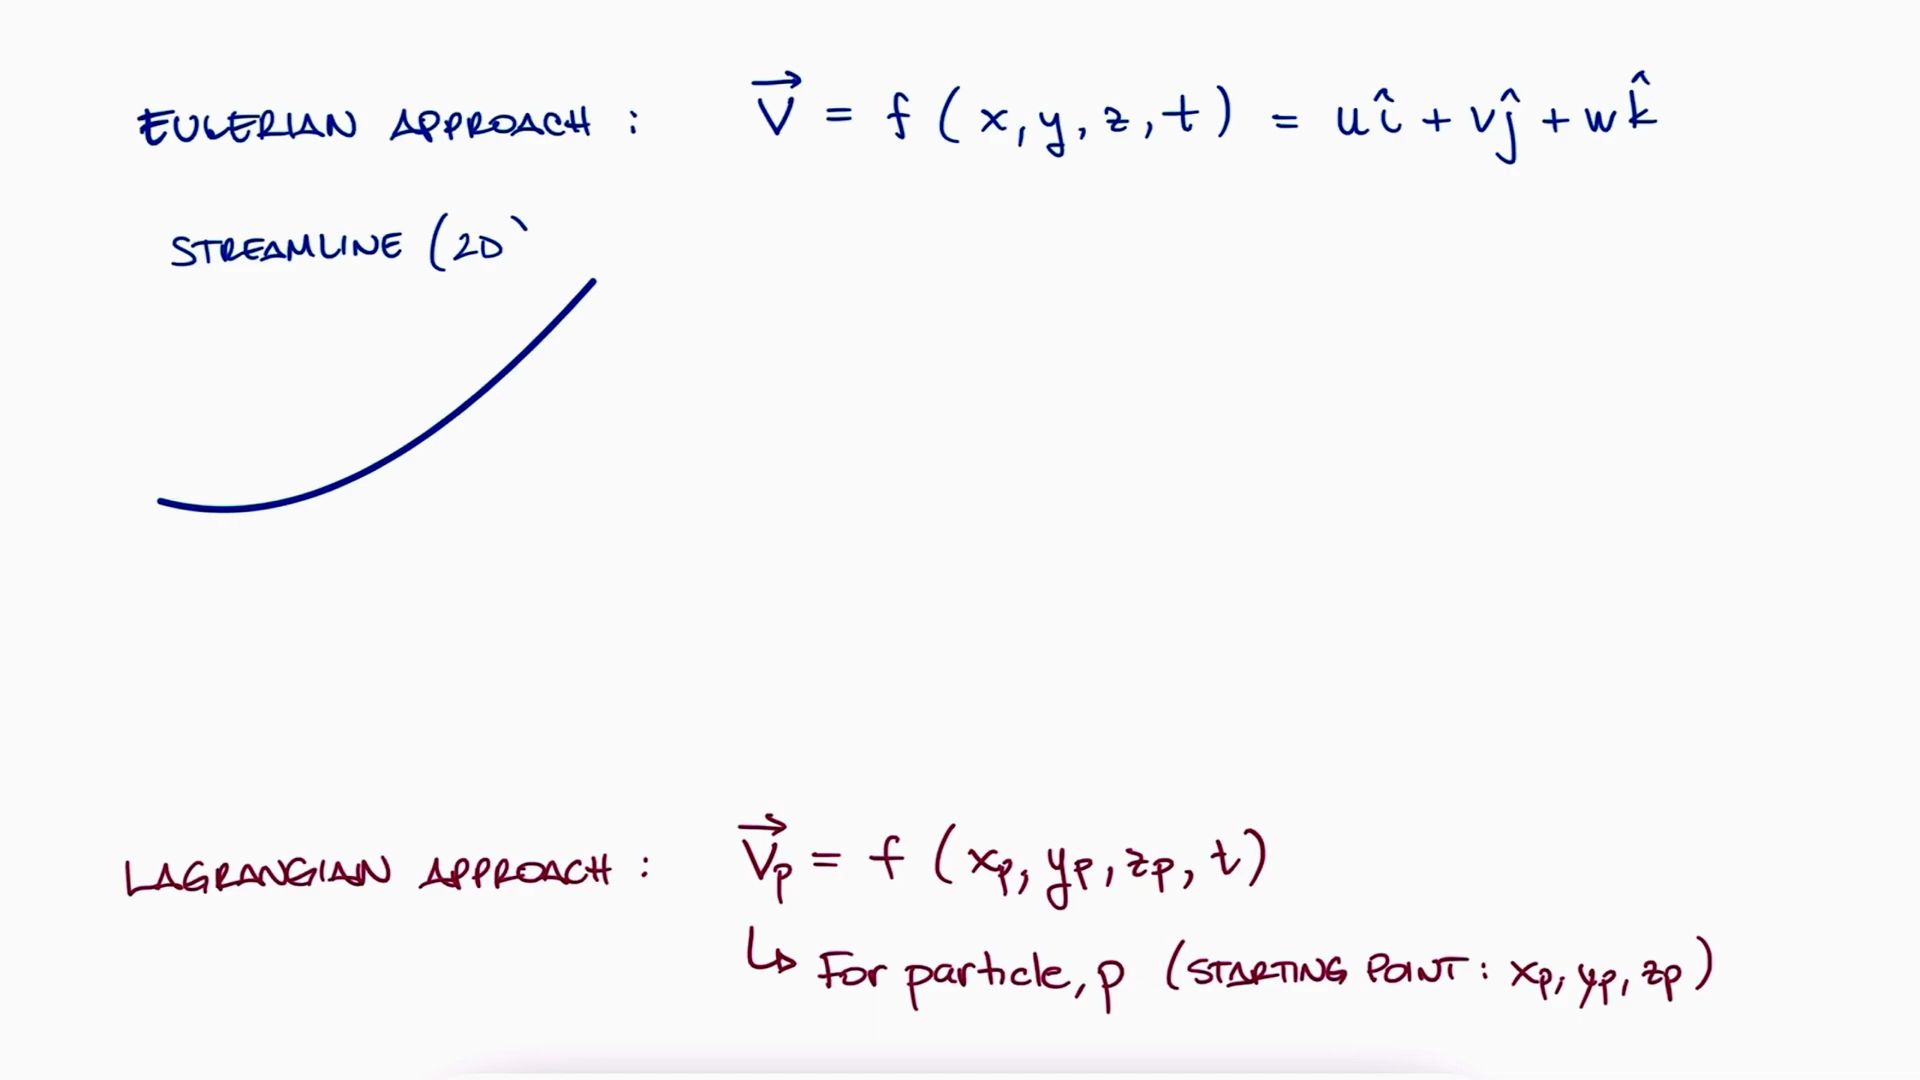 EULERIAN APPROACH : V⃗ = f ( x, y, z, t ) = uî + vĵ + wk̂
STREAMLINE (2D)
LAGRANGIAN APPROACH : V⃗p = f ( xp, yp, zp, t )
↳ For particle, p (STARTING POINT: xp, yp, zp)